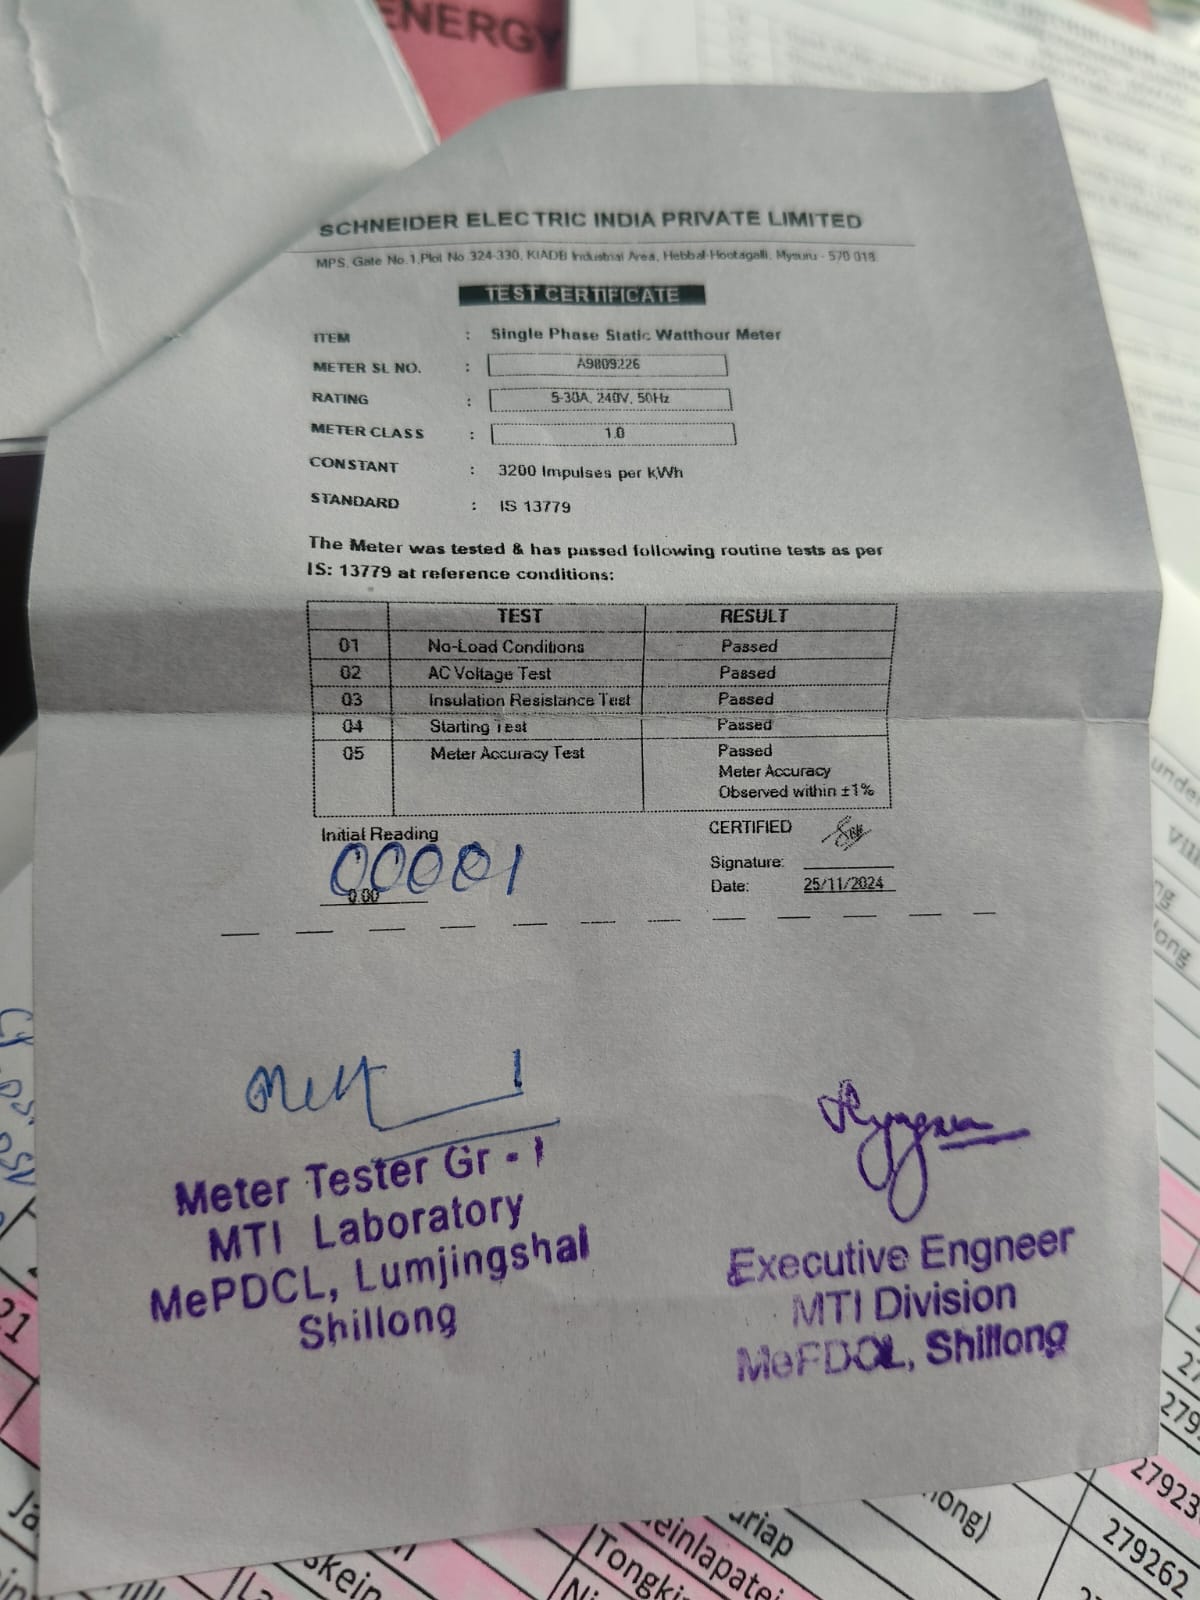 ENERGY
SCHNEIDER ELECTRIC INDIA PRIVATE LIMITED
MPS, Gate No.1,Plot No.324-330, KIADB Industrial Area, Hebbal-Hootagalli, Mysuru - 570 018.
TEST CERTIFICATE
ITEM : Single Phase Static Watthour Meter
METER SL NO. : A9809226
RATING : 5-30A, 240V, 50Hz
METER CLASS : 1.0
CONSTANT : 3200 Impulses per kWh
STANDARD : IS 13779
The Meter was tested & has passed following routine tests as per
IS: 13779 at reference conditions:
TEST RESULT
01 No-Load Conditions Passed
02 AC Voltage Test Passed
03 Insulation Resistance Test Passed
04 Starting Test Passed
05 Meter Accuracy Test Passed
Meter Accuracy
Observed within ±1%
Initial Reading CERTIFIED
00001
0.00
Signature:
Date: 25/11/2024
Meter Tester Gr - 1
MTI Laboratory
MePDCL, Lumjingshai
Shillong
Executive Engneer
MTI Division
MePDCL, Shillong
279262